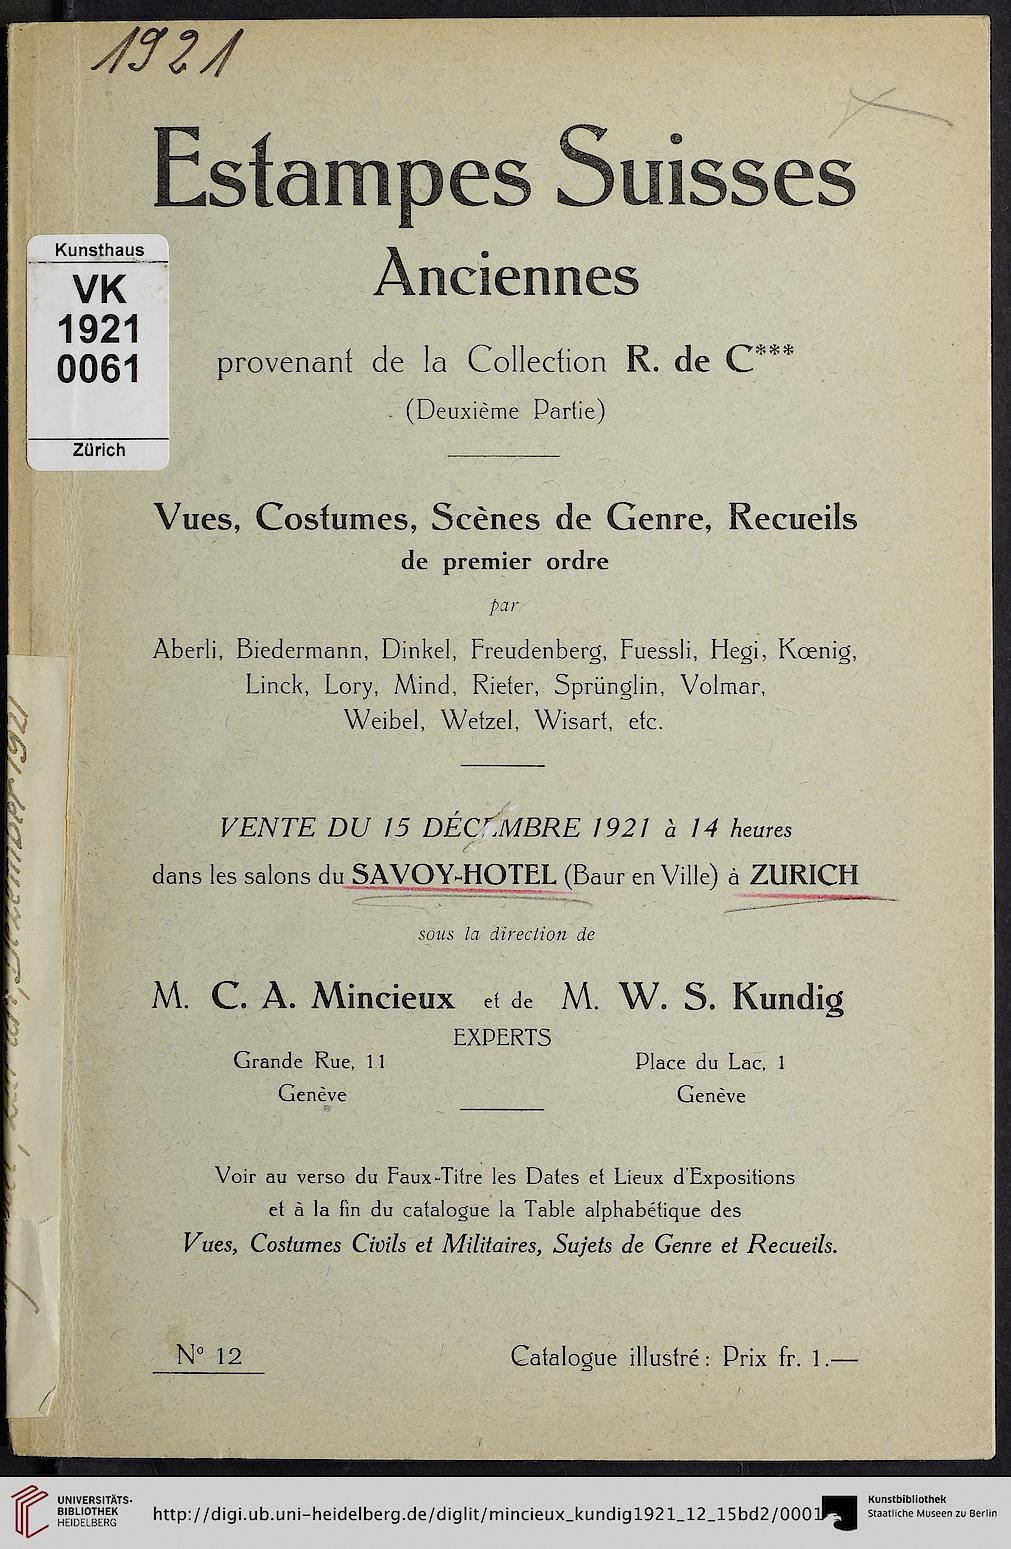 1921
Estampes Suisses
Anciennes
Kunsthaus
VK
1921
0061
Zürich
provenant de la Collection R. de C***
(Deuxième Partie)
Vues, Costumes, Scènes de Genre, Recueils
de premier ordre
par
Aberli, Biedermann, Dinkel, Freudenberg, Fuessli, Hegi, Kœnig,
Linck, Lory, Mind, Rieter, Sprünglin, Volmar,
Weibel, Wetzel, Wisart, etc.
VENTE DU 15 DÉCEMBRE 1921 à 14 heures
dans les salons du SAVOY-HOTEL (Baur en Ville) à ZURICH
sous la direction de
M. C. A. Mincieux et de M. W. S. Kundig
EXPERTS
Grande Rue, 11 Place du Lac, 1
Genève Genève
Voir au verso du Faux-Titre les Dates et Lieux d'Expositions
et à la fin du catalogue la Table alphabétique des
Vues, Costumes Civils et Militaires, Sujets de Genre et Recueils.
N° 12 Catalogue illustré : Prix fr. 1.—
UNIVERSITÄTS-
BIBLIOTHEK
HEIDELBERG
http://digi.ub.uni-heidelberg.de/diglit/mincieux_kundig1921_12_15bd2/0001
Kunstbibliothek
Staatliche Museen zu Berlin